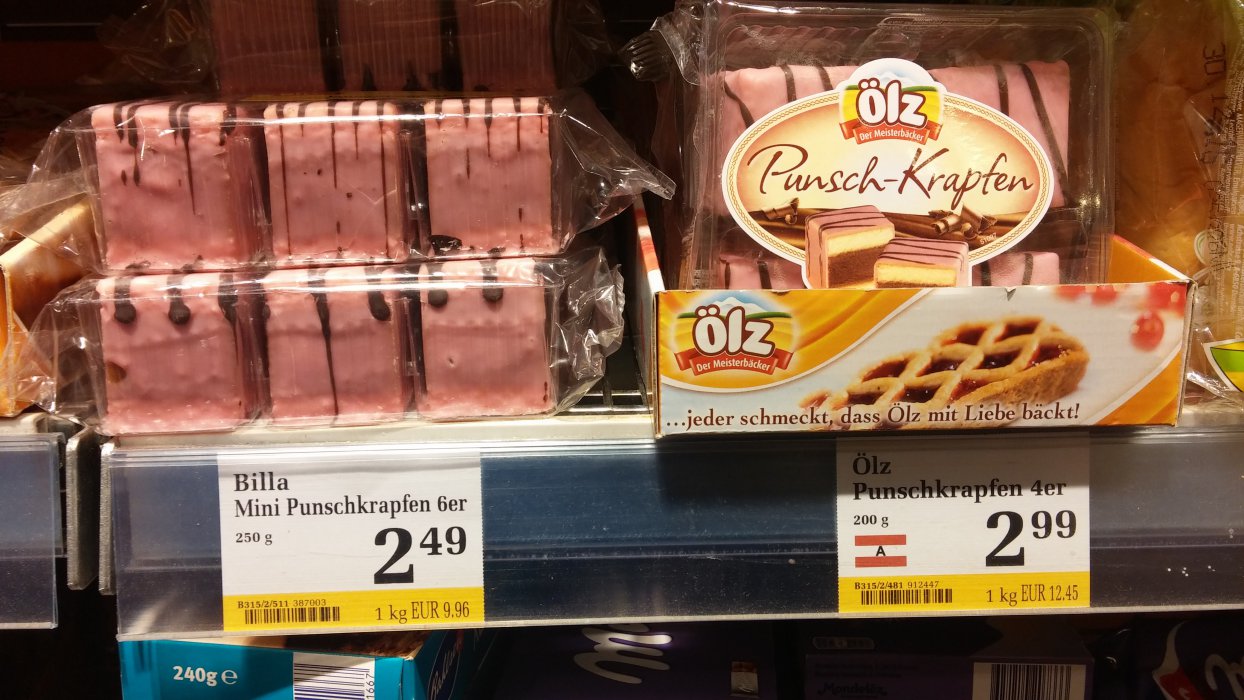 Ölz
Der Meisterbäcker
Punsch-Krapfen
Ölz
Der Meisterbäcker
...jeder schmeckt, dass Ölz mit Liebe bäckt!
Billa
Mini Punschkrapfen 6er
250 g
2 49
B315/2/511 387003
1 kg EUR 9.96
Ölz
Punschkrapfen 4er
200 g
A
2 99
B315/2/481 912447
1 kg EUR 12.45
240g e
Mondelēz